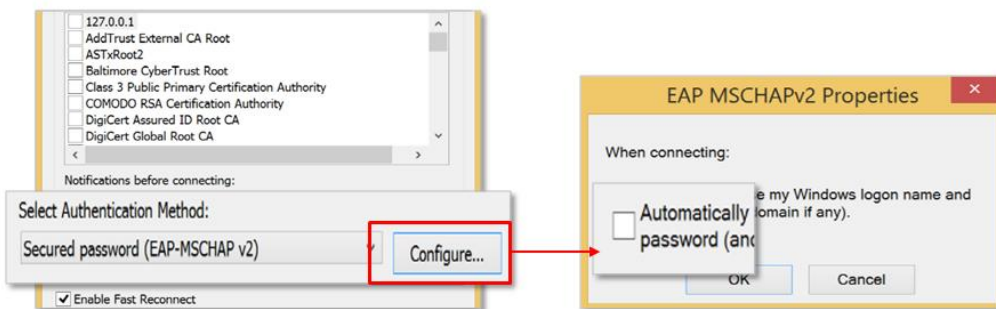 127.0.0.1
AddTrust External CA Root
ASTxRoot2
Baltimore CyberTrust Root
Class 3 Public Primary Certification Authority
COMODO RSA Certification Authority
DigiCert Assured ID Root CA
DigiCert Global Root CA
Notifications before connecting:
Select Authentication Method:
Secured password (EAP-MSCHAP v2)
Configure...
Enable Fast Reconnect
EAP MSCHAPv2 Properties
When connecting:
Automatically
my Windows logon name and
password
if any).
OK
Cancel